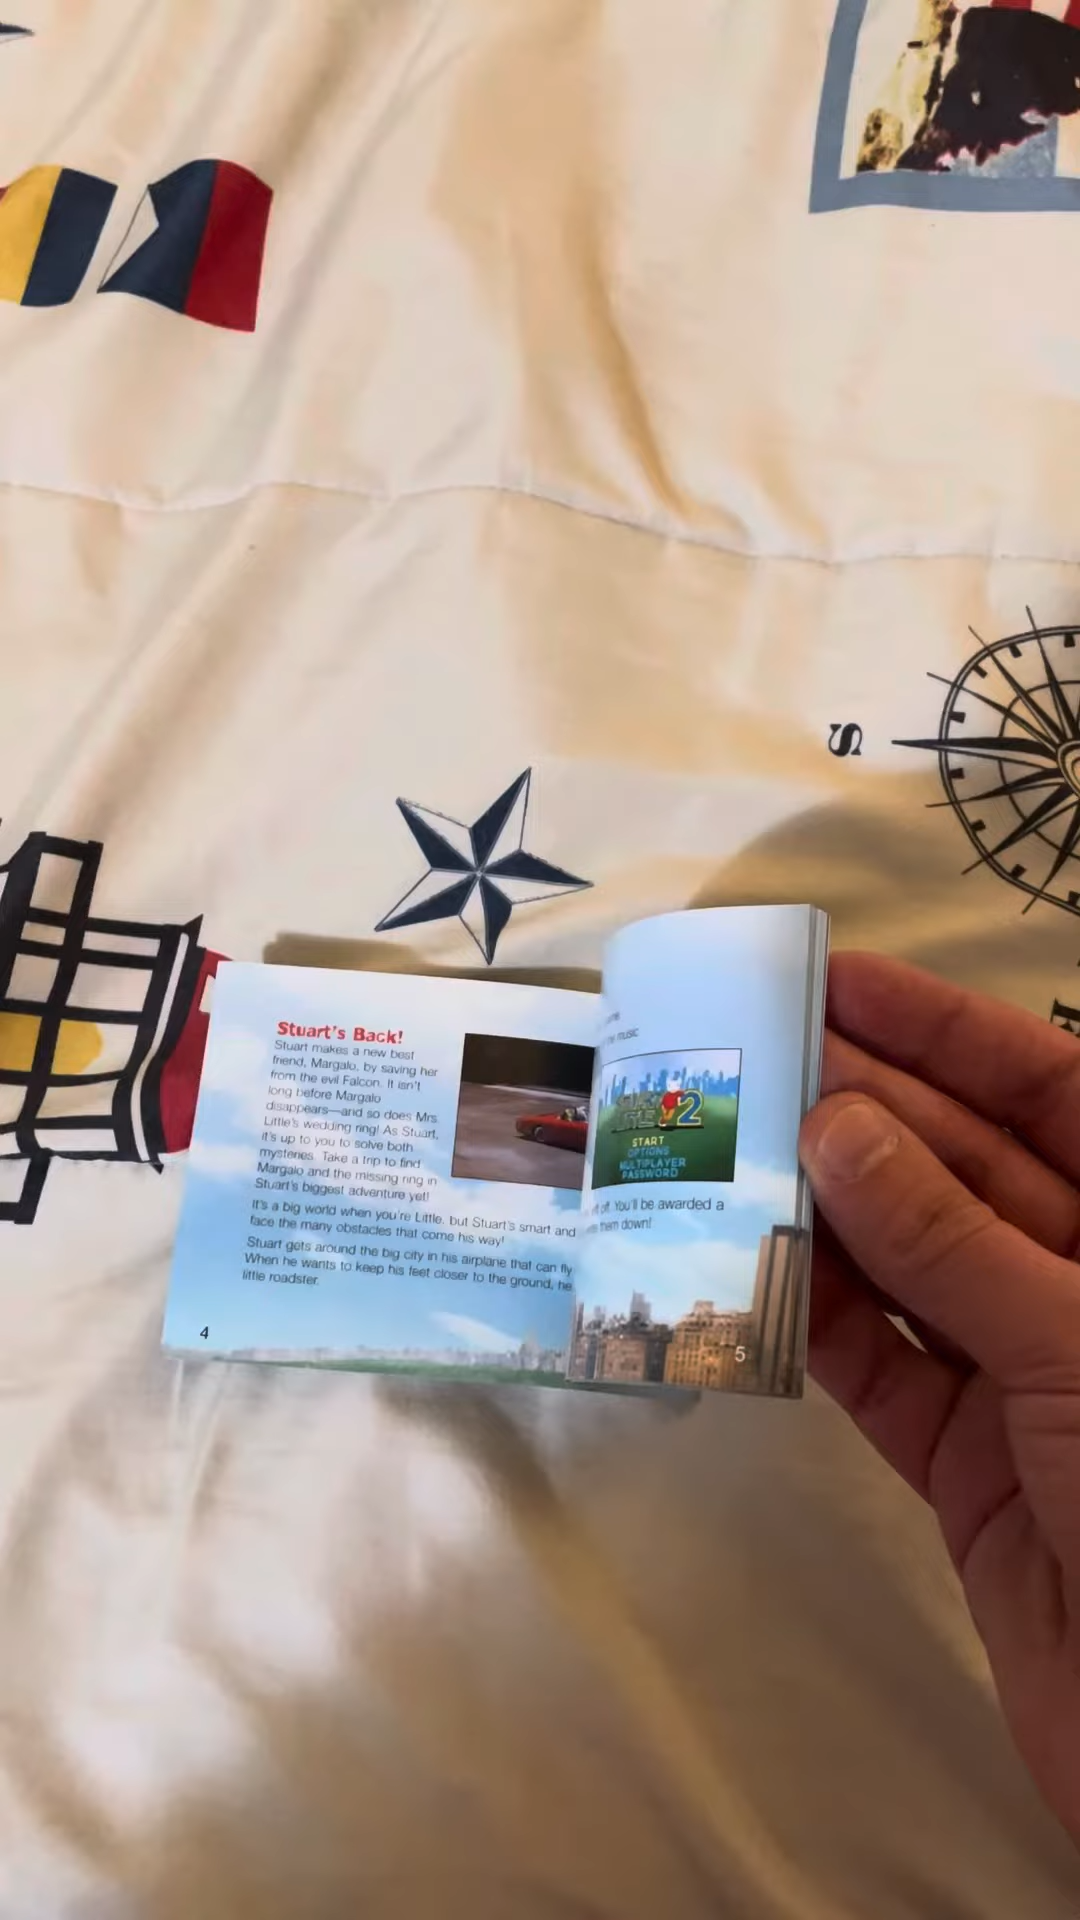 S
Stuart's Back!
Stuart makes a new best
friend, Margalo, by saving her
from the evil Falcon. It isn't
long before Margalo
disappears—and so does Mrs.
Little's wedding ring! As Stuart,
it's up to you to solve both
mysteries. Take a trip to find
Margalo and the missing ring in
Stuart's biggest adventure yet!
It's a big world when you're Little, but Stuart's smart and
face the many obstacles that come his way!
Stuart gets around the big city in his airplane that can fly
When he wants to keep his feet closer to the ground, he
little roadster.
4
music
STUART
LITTLE 2
START
OPTIONS
MULTIPLAYER
PASSWORD
off. You'll be awarded a
them down!
5